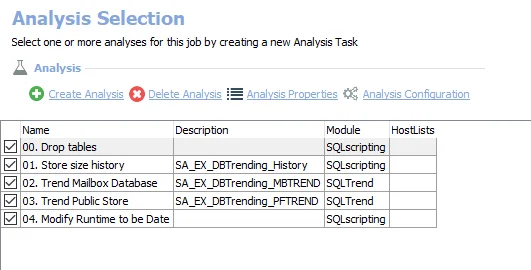 Analysis Selection
Select one or more analyses for this job by creating a new Analysis Task
Analysis
Create Analysis Delete Analysis Analysis Properties Analysis Configuration
Name Description Module HostLists
00. Drop tables SQLscripting
01. Store size history SA_EX_DBTrending_History SQLscripting
02. Trend Mailbox Database SA_EX_DBTrending_MBTREND SQLTrend
03. Trend Public Store SA_EX_DBTrending_PFTREND SQLTrend
04. Modify Runtime to be Date SQLscripting